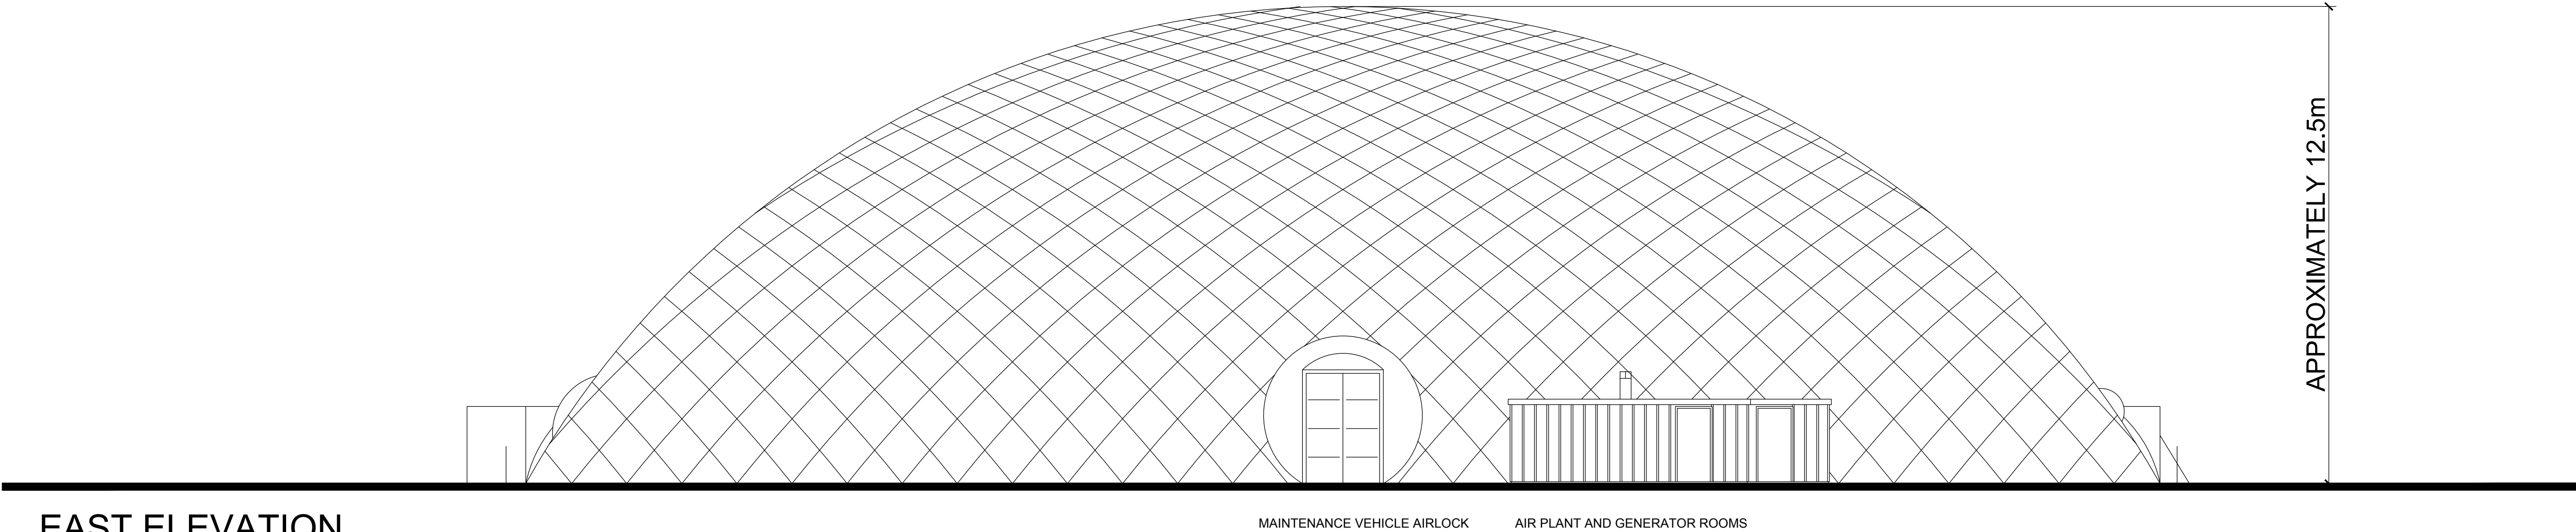 APPROXIMATELY 12.5m
EAST ELEVATION
MAINTENANCE VEHICLE AIRLOCK
AIR PLANT AND GENERATOR ROOMS